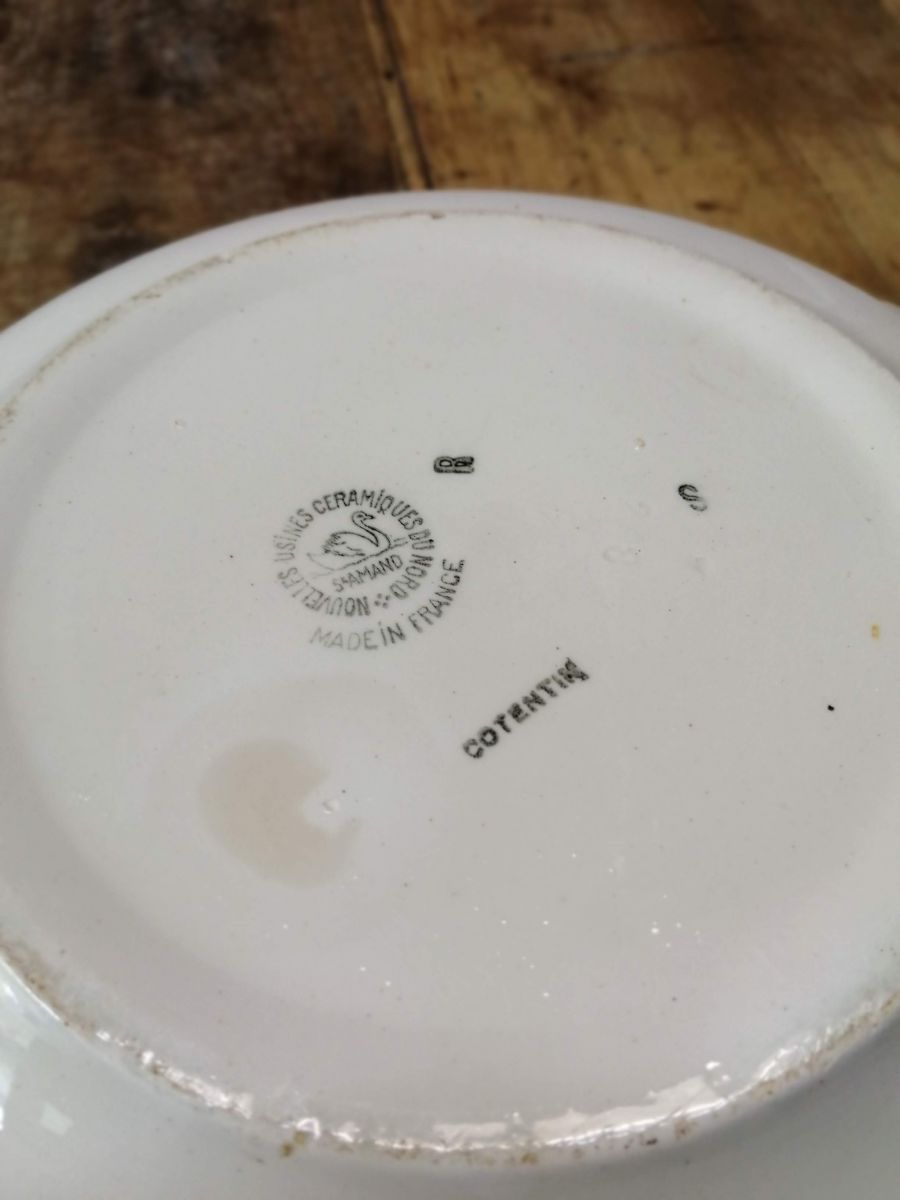 R
S
NOUVELLES USINES CERAMIQUES DU NORD
St AMAND
MADE IN FRANCE
COTENTIN